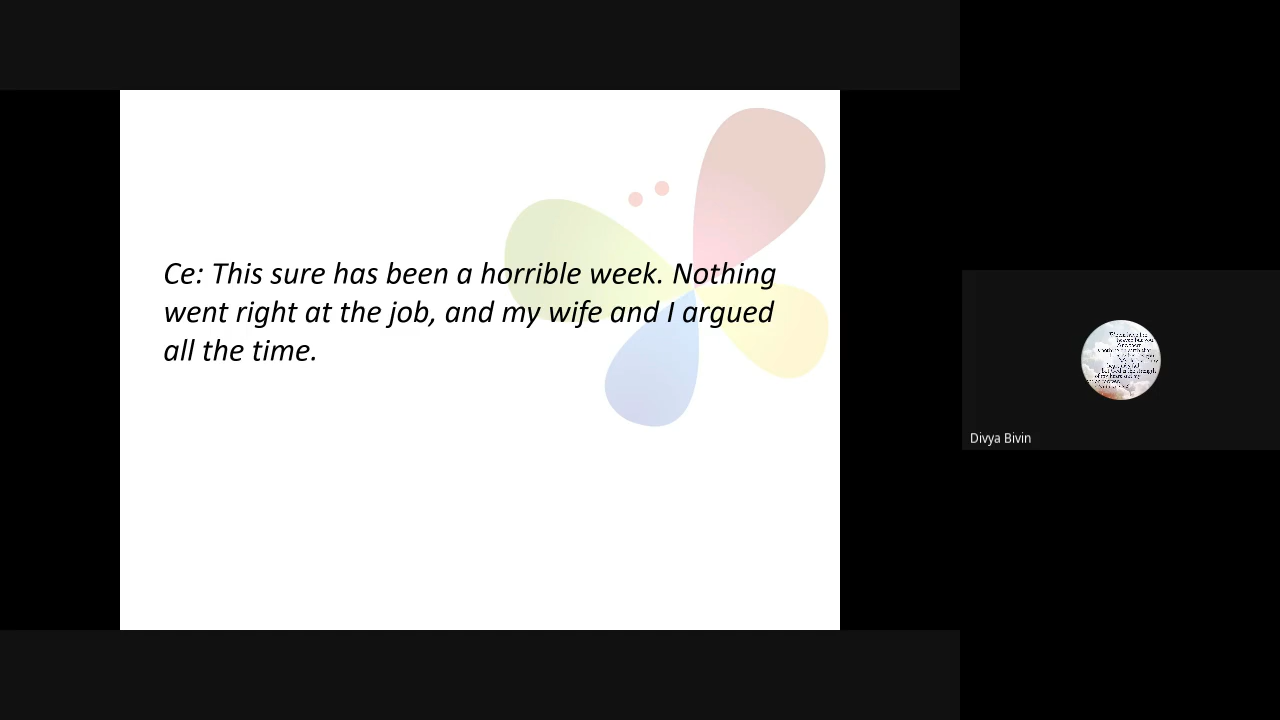 Ce: This sure has been a horrible week. Nothing
went right at the job, and my wife and I argued
all the time.
Divya Bivin